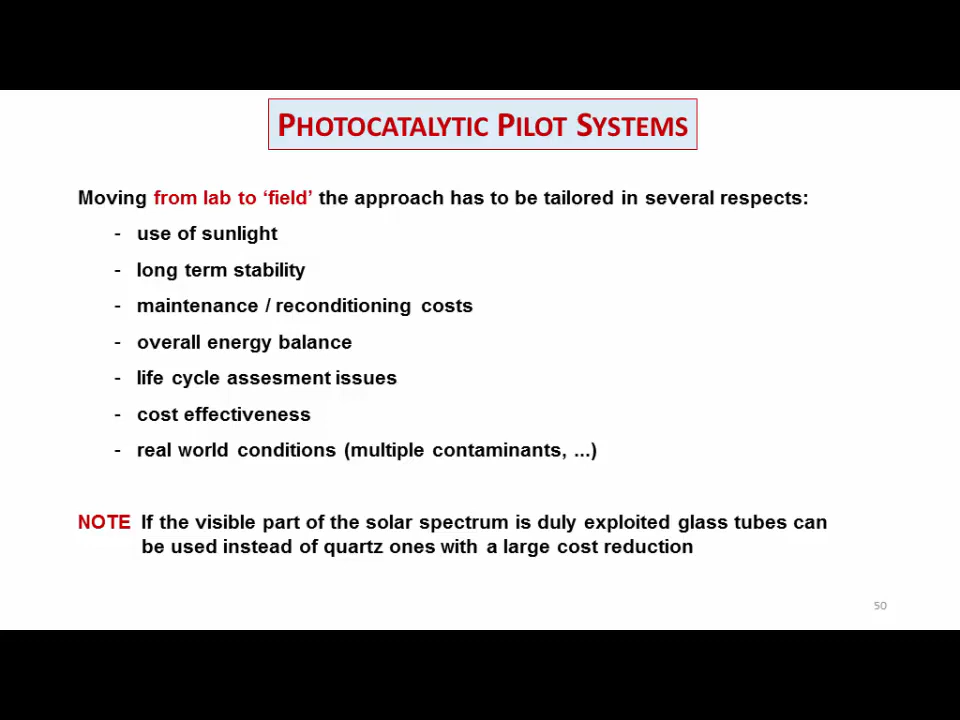 PHOTOCATALYTIC PILOT SYSTEMS
Moving from lab to ‘field’ the approach has to be tailored in several respects:
- use of sunlight
- long term stability
- maintenance / reconditioning costs
- overall energy balance
- life cycle assesment issues
- cost effectiveness
- real world conditions (multiple contaminants, ...)
NOTE If the visible part of the solar spectrum is duly exploited glass tubes can
be used instead of quartz ones with a large cost reduction
50